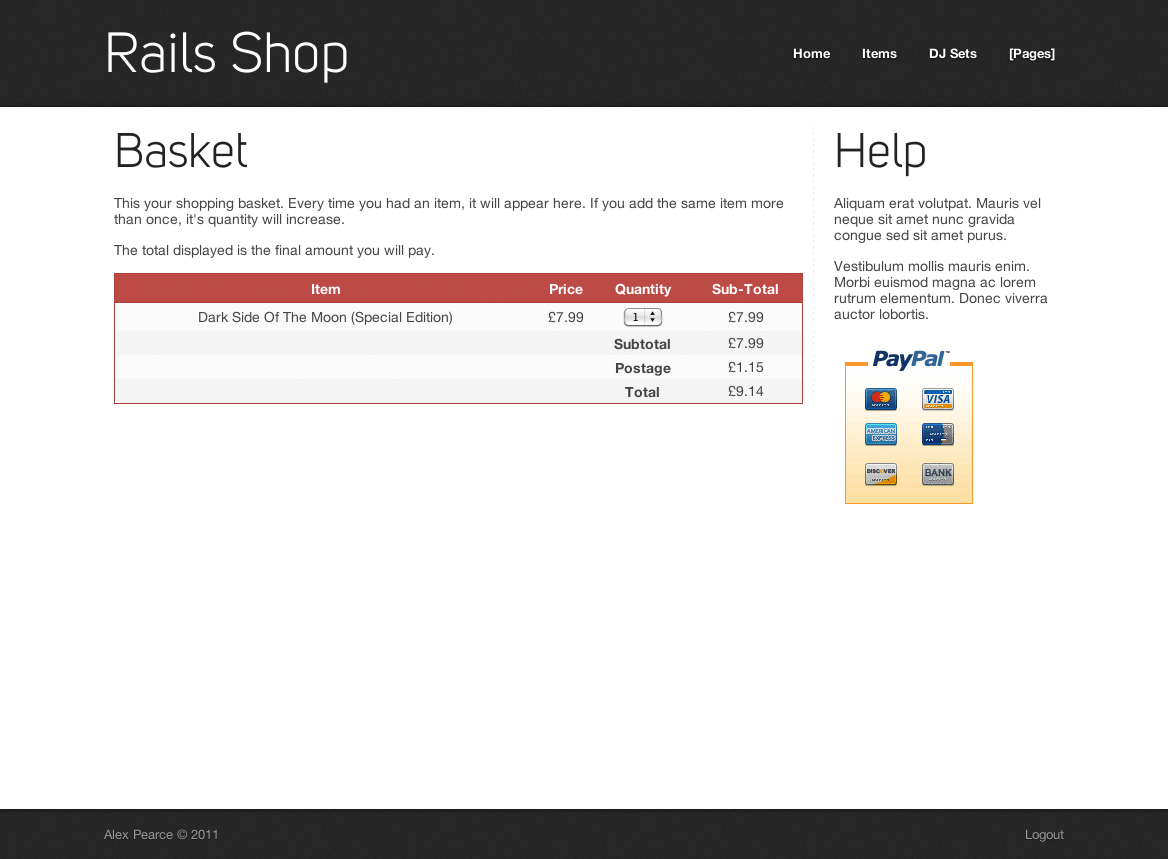 Rails Shop
Home Items DJ Sets [Pages]
Basket
This your shopping basket. Every time you had an item, it will appear here. If you add the same item more
than once, it's quantity will increase.
The total displayed is the final amount you will pay.
Item Price Quantity Sub-Total
Dark Side Of The Moon (Special Edition) £7.99 1 £7.99
Subtotal £7.99
Postage £1.15
Total £9.14
Help
Aliquam erat volutpat. Mauris vel
neque sit amet nunc gravida
congue sed sit amet purus.
Vestibulum mollis mauris enim.
Morbi euismod magna ac lorem
rutrum elementum. Donec viverra
auctor lobortis.
PayPal™
VISA
AMERICAN EXPRESS
DISCOVER BANK
Alex Pearce © 2011 Logout